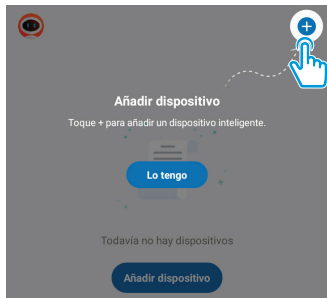 Añadir dispositivo
Toque + para añadir un dispositivo inteligente.
Lo tengo
Todavía no hay dispositivos
Añadir dispositivo